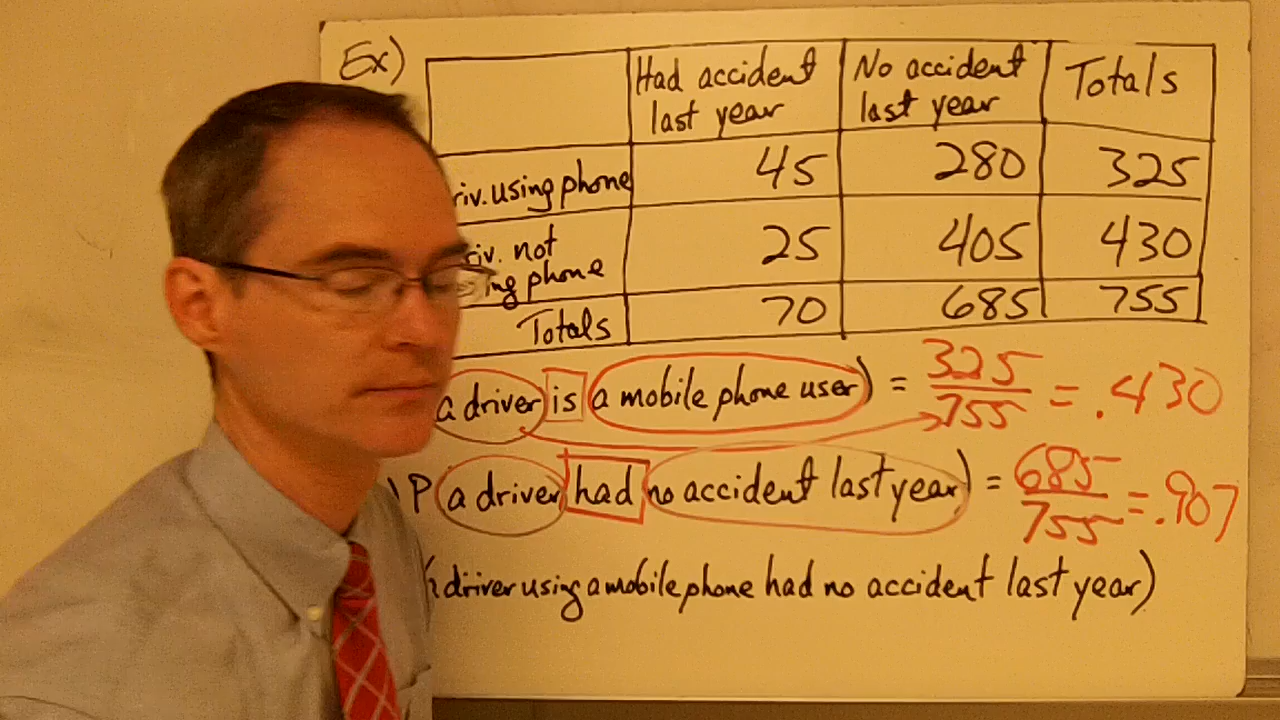 Ex)
Had accident last year No accident last year Totals
riv. using phone 45 280 325
riv. not ing phone 25 405 430
Totals 70 685 755
a driver is a mobile phone user) = 325/755 = .430
) P a driver had no accident last year) = 685/755 = .907
driver using a mobile phone had no accident last year)